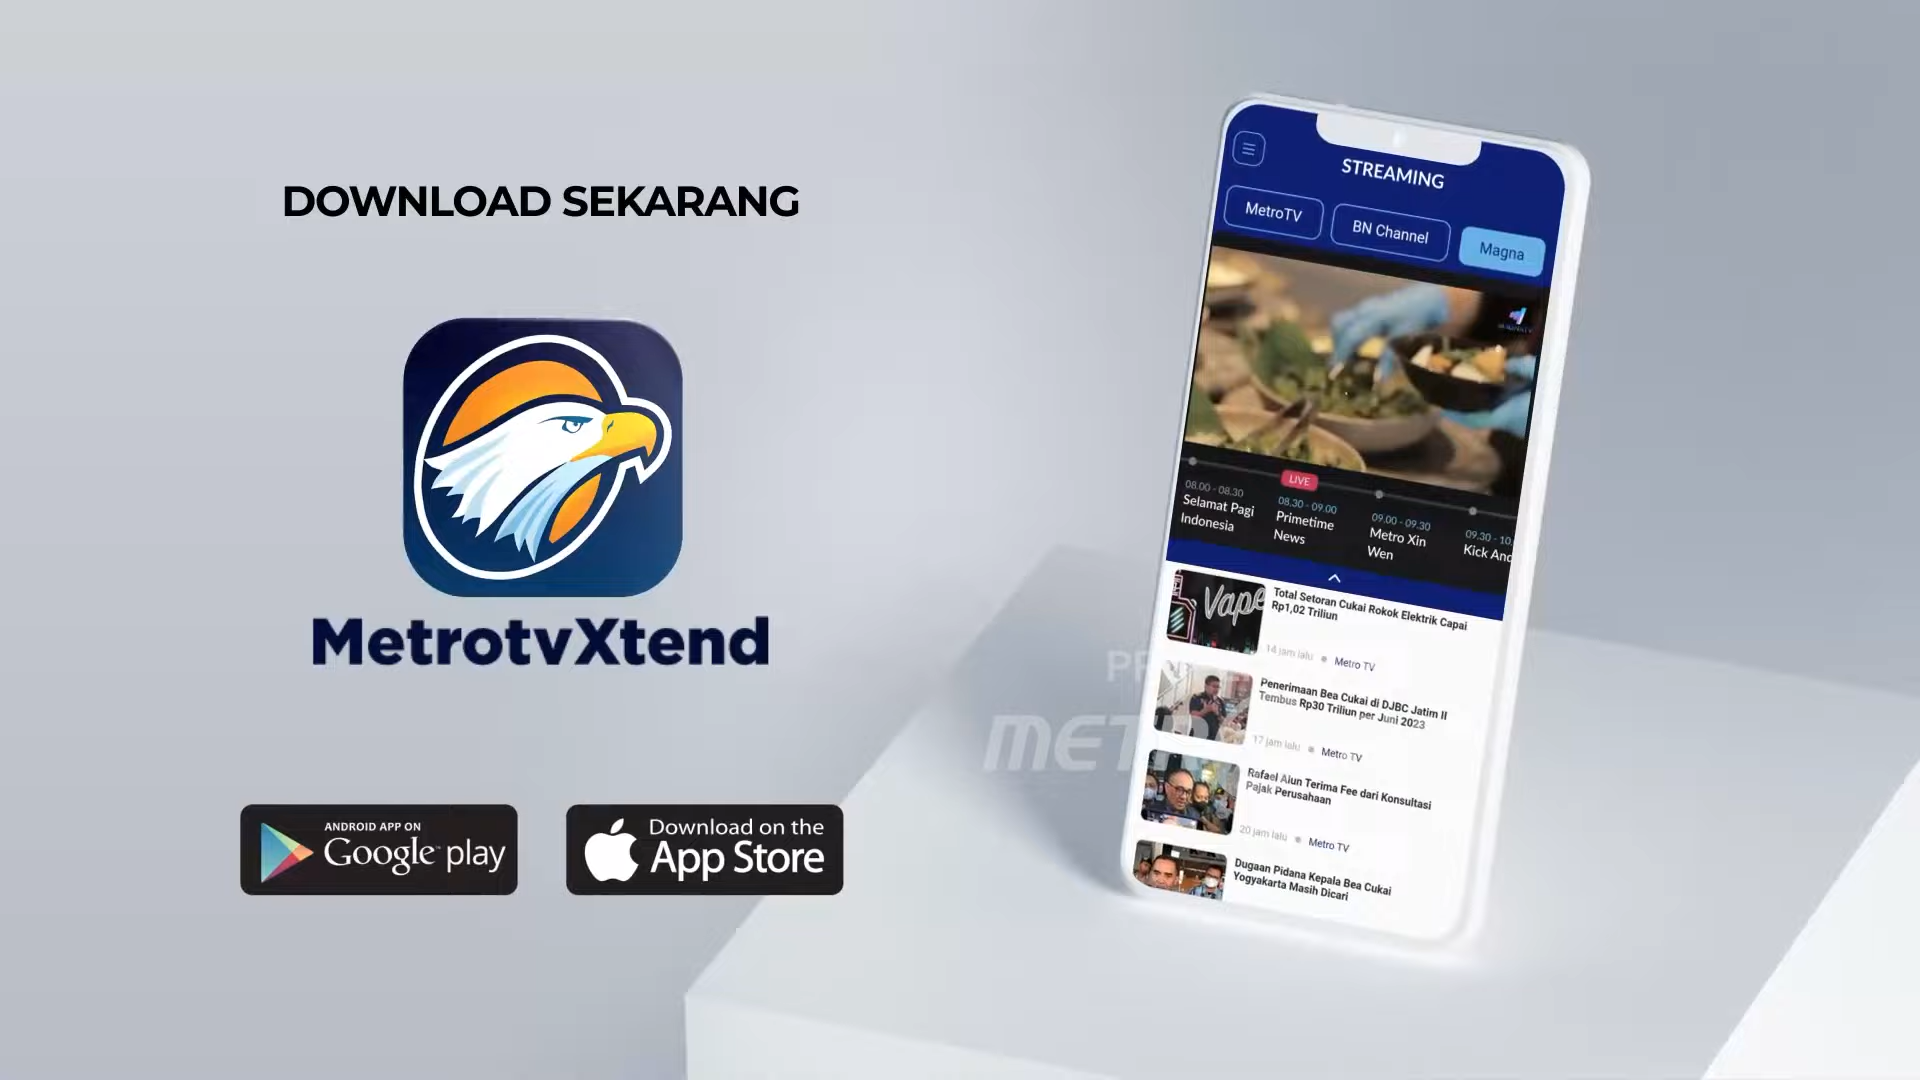 DOWNLOAD SEKARANG
MetrotvXtend
ANDROID APP ON
Google play
Download on the
App Store
STREAMING
MetroTV
BN Channel
Magna
LIVE
08.00 - 08.30
Selamat Pagi
Indonesia
08.30 - 09.00
Primetime
News
09.00 - 09.30
Metro Xin
Wen
09.30 - 10.
Kick And
Vape
Total Setoran Cukai Rokok Elektrik Capai
Rp1,02 Triliun
14 jam lalu ● Metro TV
Penerimaan Bea Cukai di DJBC Jatim II
Tembus Rp30 Triliun per Juni 2023
17 jam lalu ● Metro TV
Rafael Alun Terima Fee dari Konsultasi
Pajak Perusahaan
20 jam lalu ● Metro TV
Dugaan Pidana Kepala Bea Cukai
Yogyakarta Masih Dicari